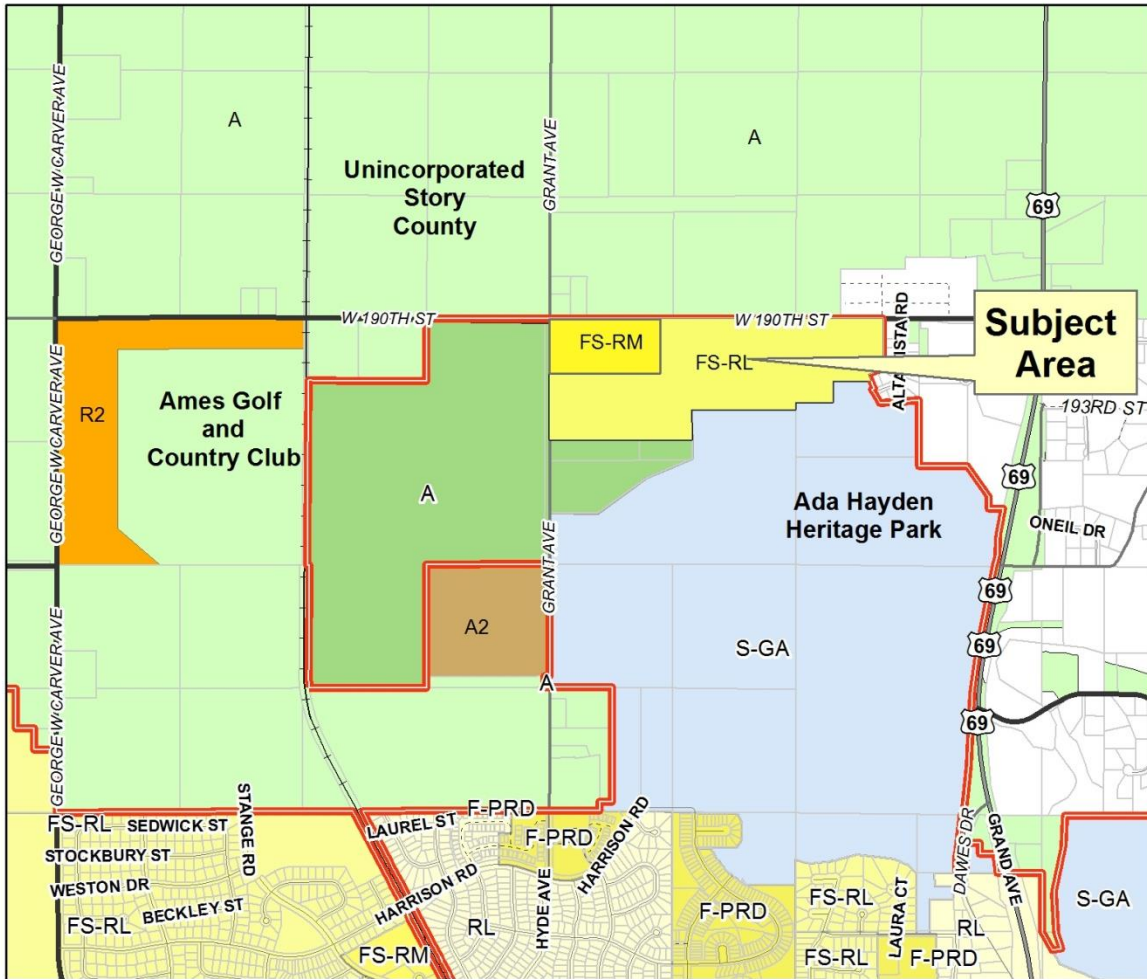 GEORGE W CARVER AVE
A
Unincorporated
Story
County
GRANT AVE
A
69
W 190TH ST
W 190TH ST
ALTA VISTA RD
Subject
Area
FS-RM
FS-RL
R2
Ames Golf
and
Country Club
GEORGE W CARVER AVE
193RD ST
A
69
Ada Hayden
Heritage Park
ONEIL DR
GRANT AVE
69
A2
S-GA
69
A
GEORGE W CARVER AVE
69
STANGE RD
F-PRD
FS-RL
SEDWICK ST
LAUREL ST
F-PRD
HARRISON RD
STOCKBURY ST
WESTON DR
BECKLEY ST
HARRISON RD
HYDE AVE
DAWES DR
GRAND AVE
FS-RL
FS-RM
RL
F-PRD
FS-RL
LAURA CT
RL
S-GA
FS-RL
F-PRD